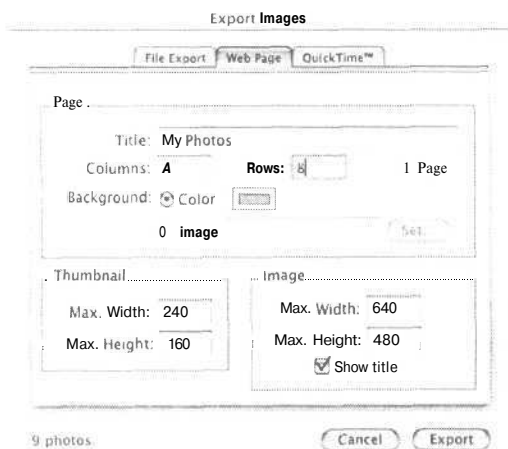 Export Images
File Export Web Page QuickTime™
Page .
Title: My Photos
Columns: A Rows: 8 1 Page
Background: Color
0 image Set...
Thumbnail Image
Max. Width: 240 Max. Width: 640
Max. Height: 160 Max. Height: 480
Show title
9 photos Cancel Export